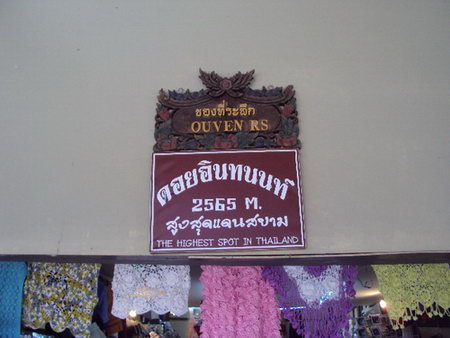 ของที่ระลึก
OUVEN RS
ดอยอินทนนท์
2565 M.
สูงสุดแดนสยาม
THE HIGHEST SPOT IN THAILAND